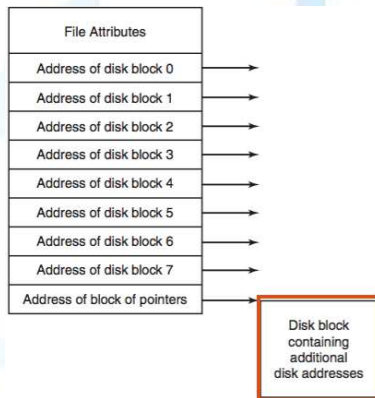 File Attributes
Address of disk block 0
Address of disk block 1
Address of disk block 2
Address of disk block 3
Address of disk block 4
Address of disk block 5
Address of disk block 6
Address of disk block 7
Address of block of pointers
Disk block
containing
additional
disk addresses